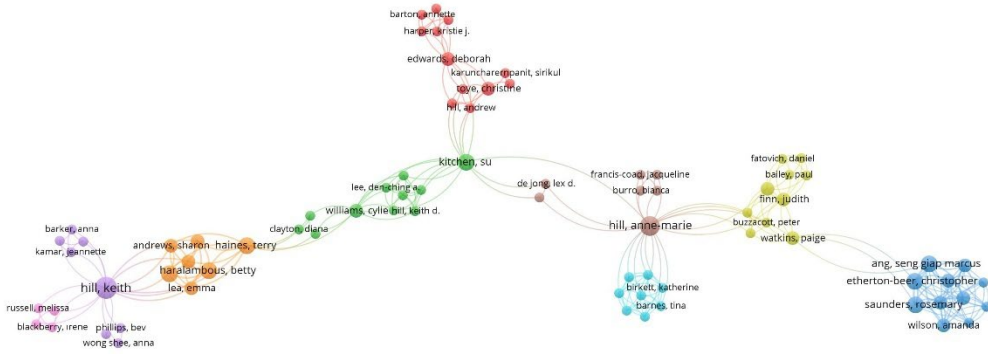 barton, annette
harper, kristie j.
edwards, deborah
karuncharernpanit, sirikul
toye, christine
hill, andrew
kitchen, su
lee, den-ching a.
williams, cylie
hill, keith d.
clayton, diana
de jong, lex d.
francis-coad, jacqueline
burro, bianca
hill, anne-marie
fatovich, daniel
bailey, paul
finn, judith
buzzacott, peter
watkins, paige
barker, anna
kamar, jeannette
andrews, sharon
haines, terry
haralambous, betty
lea, emma
hill, keith
russell, melissa
blackberry, irene
phillips, bev
wong shee, anna
birkett, katherine
barnes, tina
ang, seng giap marcus
etherton-beer, christopher
saunders, rosemary
wilson, amanda